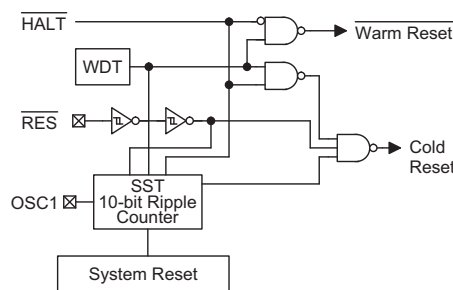 HALT
Warm Reset
WDT
RES
Cold
Reset
SST
10-bit Ripple
Counter
OSC1
System Reset